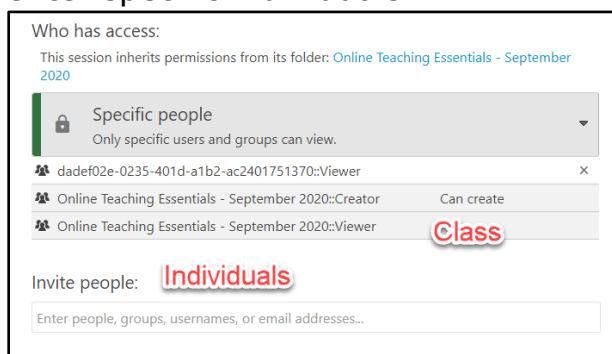 Who has access:
This session inherits permissions from its folder: Online Teaching Essentials - September
2020
Specific people
Only specific users and groups can view.
dadef02e-0235-401d-a1b2-ac2401751370::Viewer ×
Online Teaching Essentials - September 2020::Creator Can create
Online Teaching Essentials - September 2020::Viewer Class
Invite people: Individuals
Enter people, groups, usernames, or email addresses...